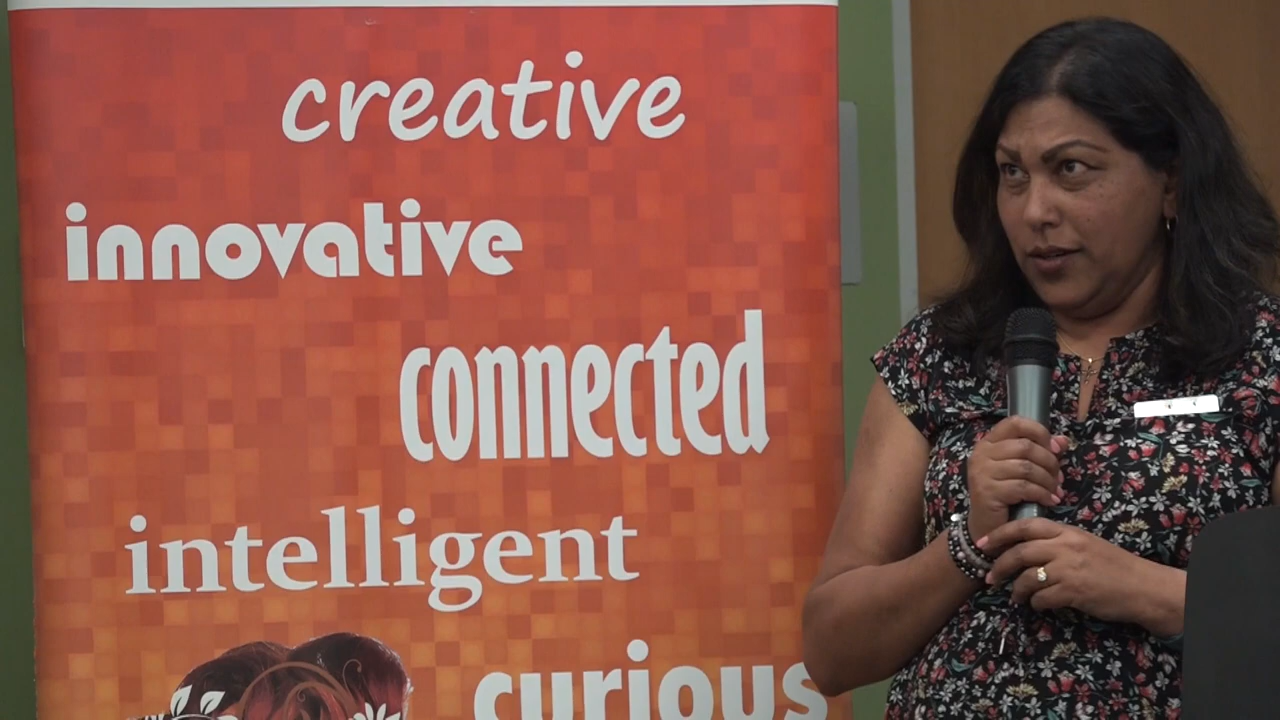 creative
innovative
connected
intelligent
curious